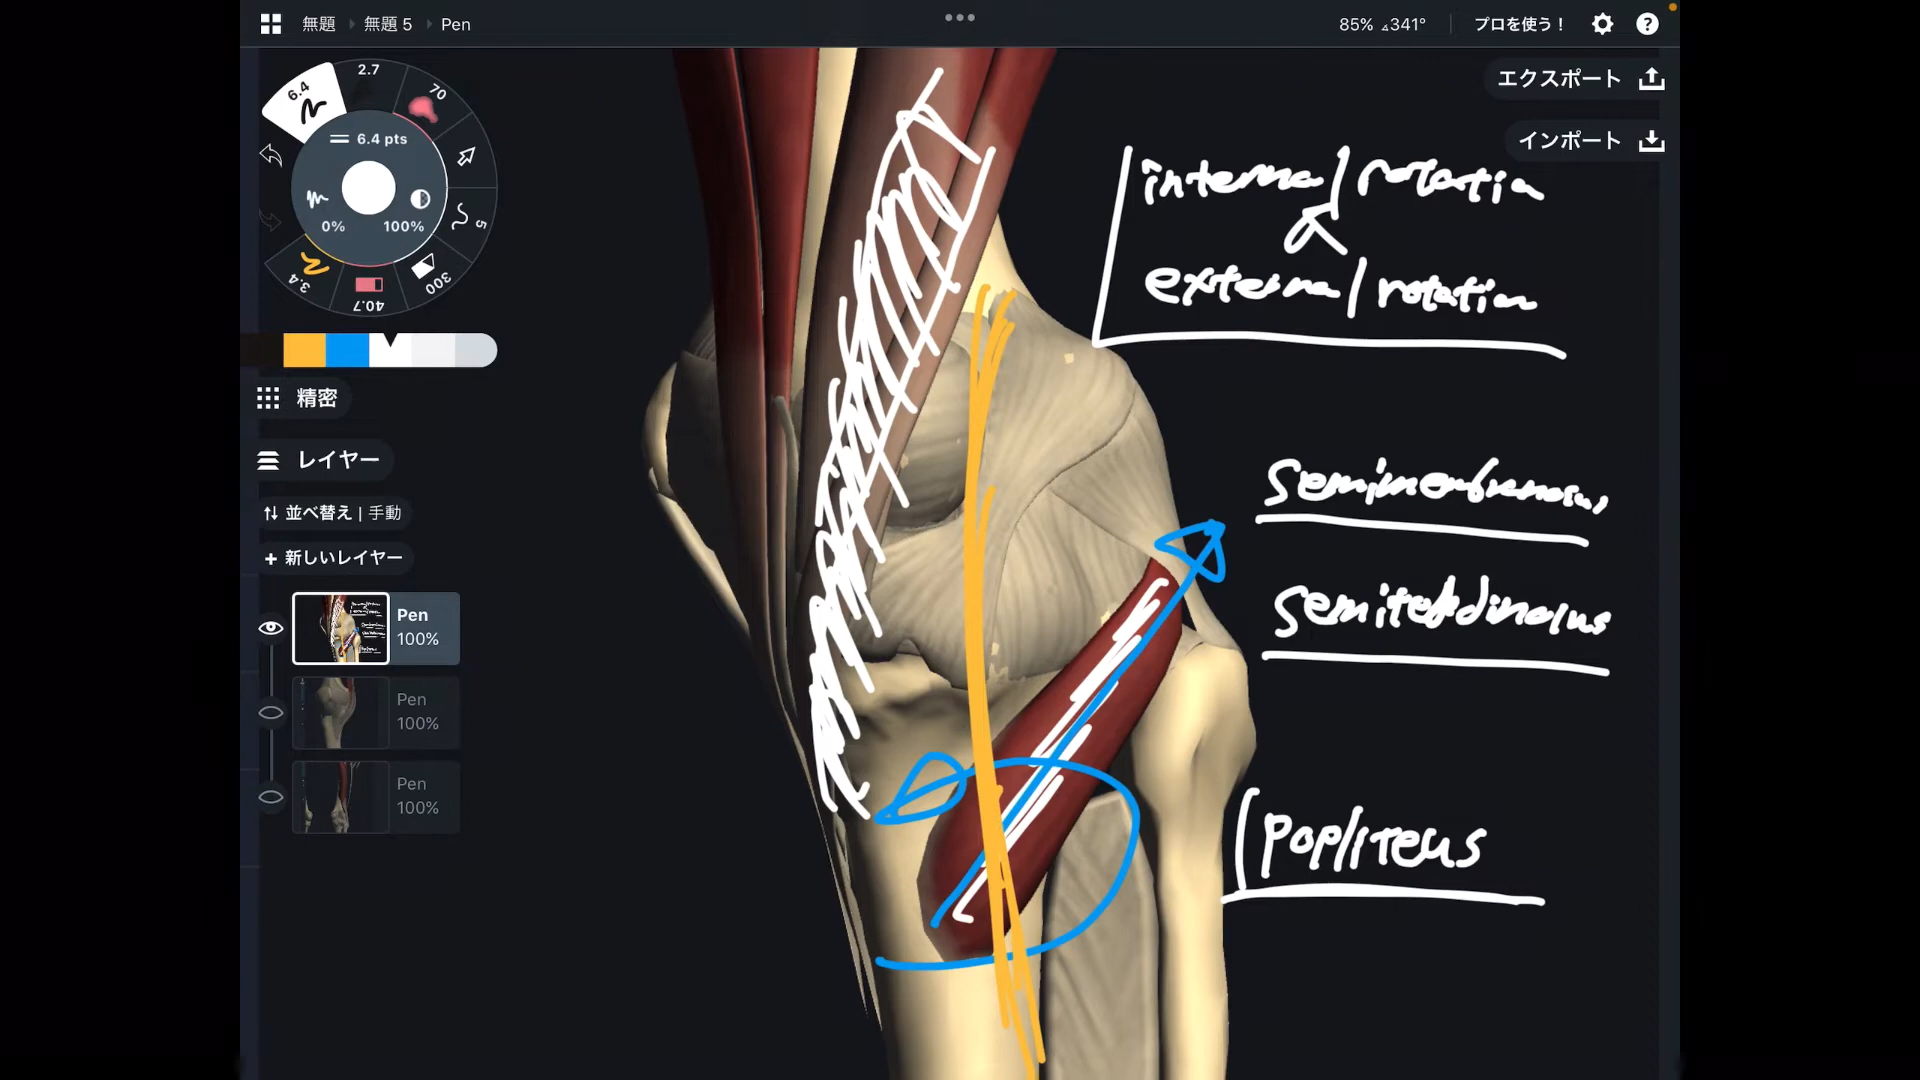 無題 無題 5 Pen
85% ⊿341°
プロを使う!
エクスポート
インポート
6.4
2.7
70
5
300
40.7
3.4
6.4 pts
0%
100%
精密
レイヤー
並べ替え | 手動
+ 新しいレイヤー
Pen
100%
Pen
100%
Pen
100%
internal rotation
&
external rotation
semimembranosus
semitendinosus
popliteus